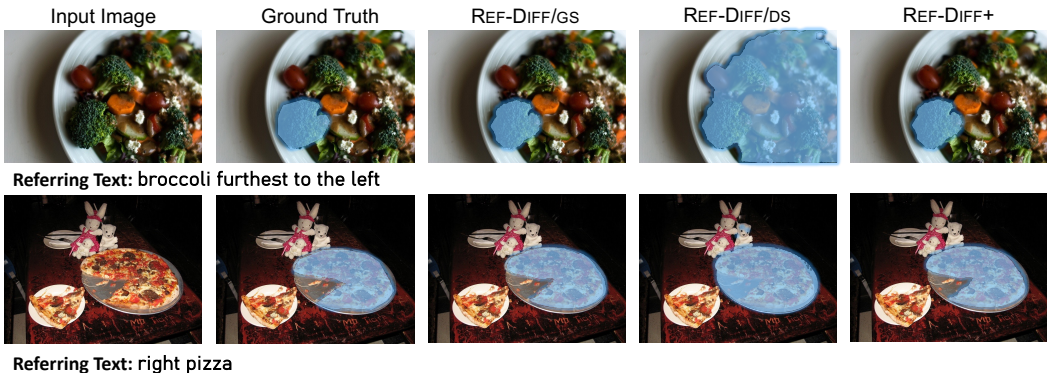 Input Image Ground Truth REF-DIFF/GS REF-DIFF/DS REF-DIFF+
Referring Text: broccoli furthest to the left
Referring Text: right pizza